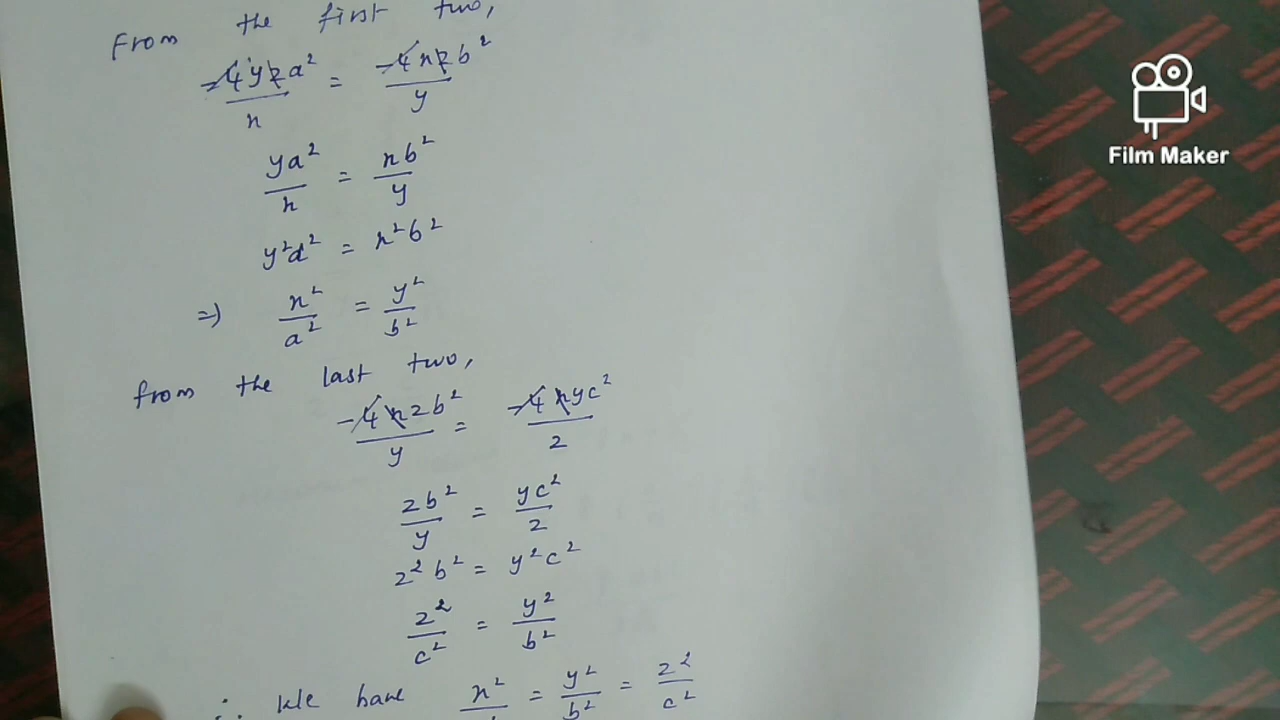 From the first two,
-4yza² / x = -4xzb² / y
ya² / x = xb² / y
y²a² = x²b²
=) x² / a² = y² / b²
from the last two,
-4xzb² / y = -4xyc² / z
zb² / y = yc² / z
z²b² = y²c²
z² / c² = y² / b²
∴ We have x² = y² / b² = z² / c²
Film Maker